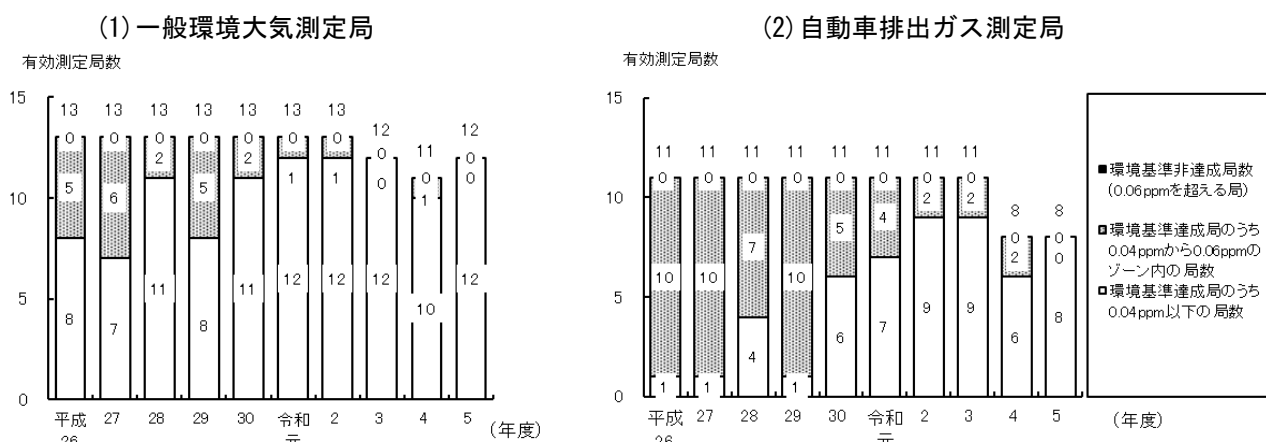 (1)一般環境大気測定局
有効測定局数
15
10
5
0
13 13 13 13 13 13 13 12 11 12
0 0 0 0 0 0 0 0 0 0
5 6 2 5 2 1 1 0 1 0
8 7 11 8 11 12 12 12 10 12
平成 27 28 29 30 令和 2 3 4 5 (年度)
26 元
(2)自動車排出ガス測定局
有効測定局数
15
10
5
0
11 11 11 11 11 11 11 11 8 8
0 0 0 0 0 0 0 0 0 0
10 10 7 10 5 4 2 2 2 0
1 1 4 1 6 7 9 9 6 8
平成 27 28 29 30 令和 2 3 4 5 (年度)
26 元
環境基準非達成局数
(0.06ppmを超える局)
環境基準達成局のうち
0.04ppmから0.06ppmの
ゾーン内の局数
環境基準達成局のうち
0.04ppm以下の局数